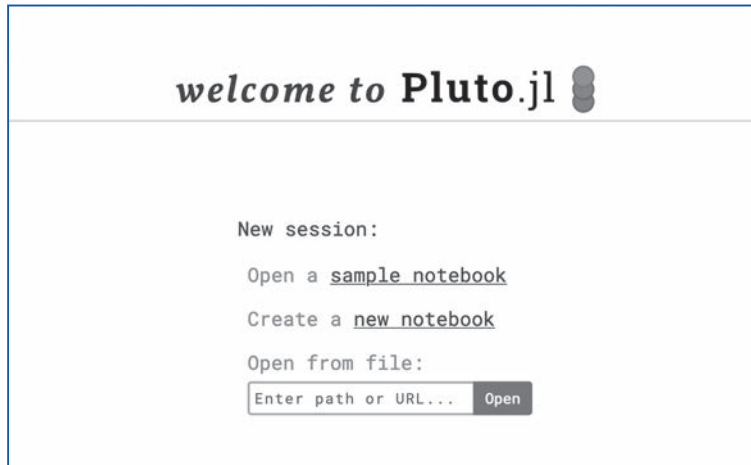 welcome to Pluto.jl
New session:
Open a sample notebook
Create a new notebook
Open from file:
Enter path or URL... Open